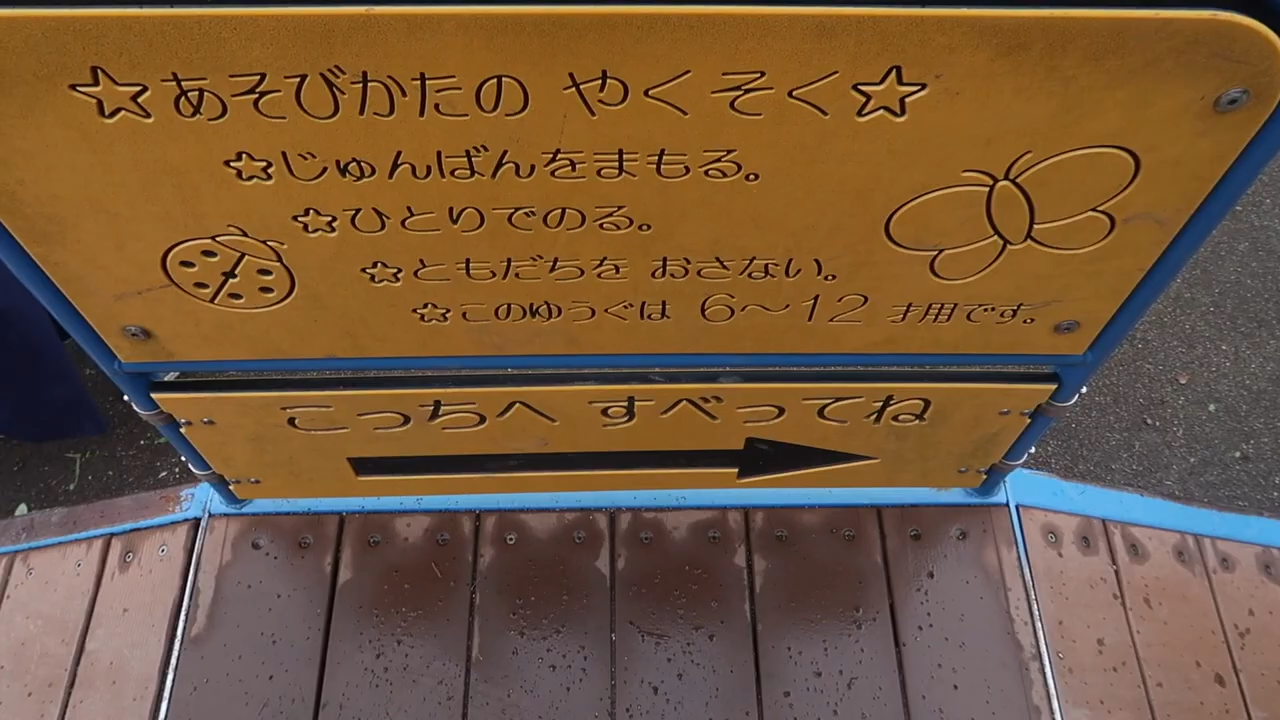 ☆あそびかたの やくそく☆
☆じゅんばんをまもる。
☆ひとりでのる。
☆ともだちを おさない。
☆このゆうぐは 6〜12 才用です。
こっちへ すべってね